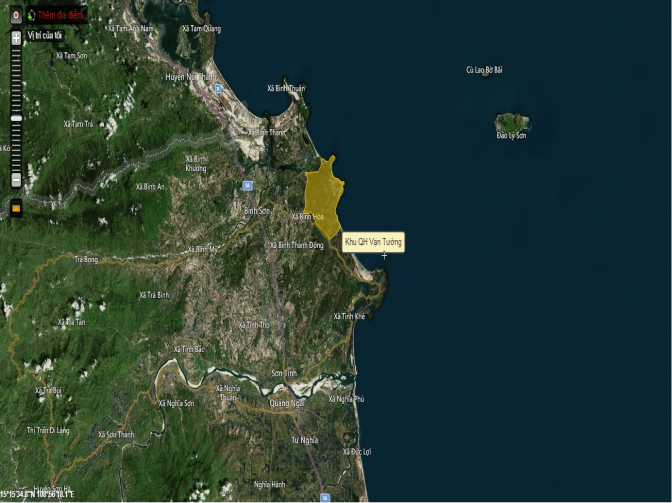 Thêm địa điểm
Vị trí của tôi
Xã Tam Anh Nam
Xã Tam Quang
Xã Tam Sơn
Huyện Núi Thành
Xã Bình Thuận
Cù Lao Bờ Bãi
Đảo Lý Sơn
Xã Tam Trà
Xã Bình Thạnh
Xã Bình
Khương
Xã Bình An
Bình Sơn
Xã Bình Hòa
Khu QH Vạn Tường
Xã Bình Thanh Đông
Xã Bình Mỹ
Trà Bồng
Xã Trà Bình
Xã Trà Tân
Xã Tịnh Thọ
Xã Tịnh Khê
Xã Tịnh Bắc
Sơn Tịnh
Xã Trà Bùi
Xã Nghĩa
Thuận
Xã Nghĩa Sơn
Quảng Ngãi
Xã Nghĩa Phú
Thị Trấn Di Lăng
Xã Sơn Thành
Tư Nghĩa
Xã Đức Lợi
Nghĩa Hành
Huyện Sơn Hà
15°15'34.8"N 108°56'18.1"E